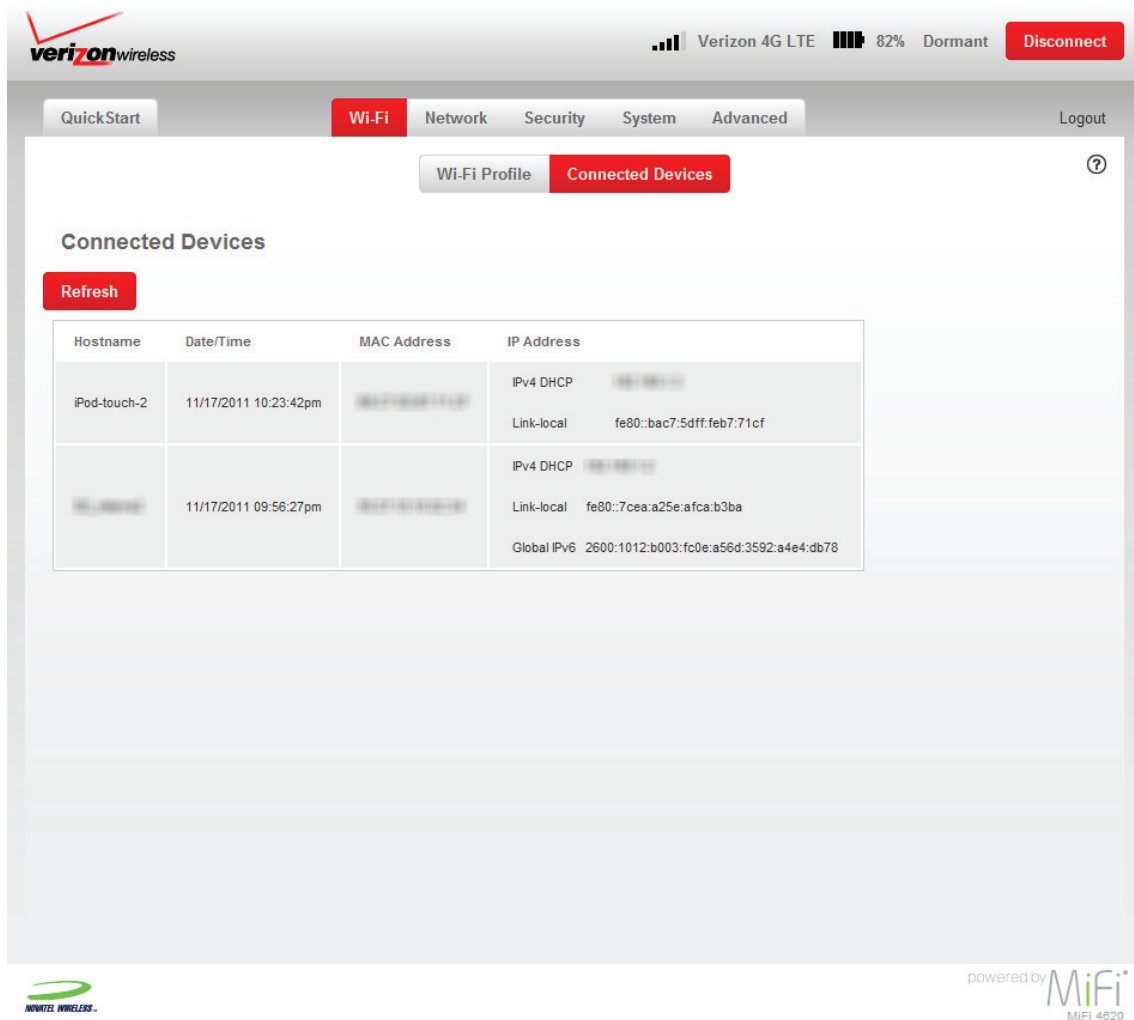 verizonwireless
Verizon 4G LTE 82% Dormant Disconnect
QuickStart Wi-Fi Network Security System Advanced Logout
Wi-Fi Profile Connected Devices ?
Connected Devices
Refresh
Hostname Date/Time MAC Address IP Address
iPod-touch-2 11/17/2011 10:23:42pm
IPv4 DHCP
Link-local fe80::bac7:5dff:feb7:71cf
11/17/2011 09:56:27pm
IPv4 DHCP
Link-local fe80::7cea:a25e:afca:b3ba
Global IPv6 2600:1012:b003:fc0e:a56d:3592:a4e4:db78
NOVATEL WIRELESS
powered by MiFi
MiFi 4620